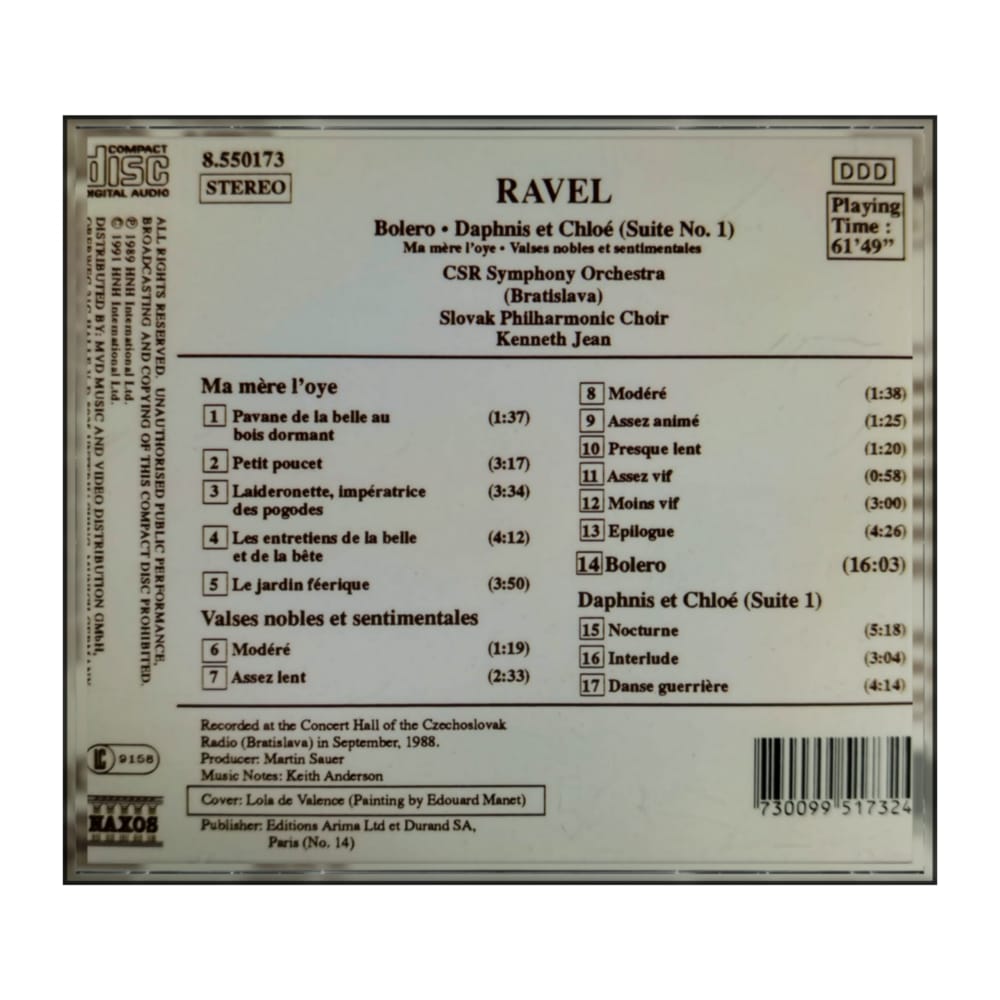 COMPACT
disc
DIGITAL AUDIO
8.550173
STEREO
RAVEL
Bolero • Daphnis et Chloé (Suite No. 1)
Ma mère l'oye • Valses nobles et sentimentales
CSR Symphony Orchestra
(Bratislava)
Slovak Philharmonic Choir
Kenneth Jean
DDD
Playing
Time :
61'49"
ALL RIGHTS RESERVED. UNAUTHORISED PUBLIC PERFORMANCE,
BROADCASTING AND COPYING OF THIS COMPACT DISC PROHIBITED.
℗ 1989 HNH International Ltd.
© 1991 HNH International Ltd.
DISTRIBUTED BY: MVD MUSIC AND VIDEO DISTRIBUTION GMbH,
Ma mère l'oye
1 Pavane de la belle au (1:37)
bois dormant
2 Petit poucet (3:17)
3 Laideronette, impératrice (3:34)
des pogodes
4 Les entretiens de la belle (4:12)
et de la bête
5 Le jardin féerique (3:50)
Valses nobles et sentimentales
6 Modéré (1:19)
7 Assez lent (2:33)
8 Modéré (1:38)
9 Assez animé (1:25)
10 Presque lent (1:20)
11 Assez vif (0:58)
12 Moins vif (3:00)
13 Epilogue (4:26)
14 Bolero (16:03)
Daphnis et Chloé (Suite 1)
15 Nocturne (5:18)
16 Interlude (3:04)
17 Danse guerrière (4:14)
Recorded at the Concert Hall of the Czechoslovak
Radio (Bratislava) in September, 1988.
Producer: Martin Sauer
Music Notes: Keith Anderson
Cover: Lola de Valence (Painting by Edouard Manet)
Publisher: Editions Arima Ltd et Durand SA,
Paris (No. 14)
LC 9158
NAXOS
730099 517324